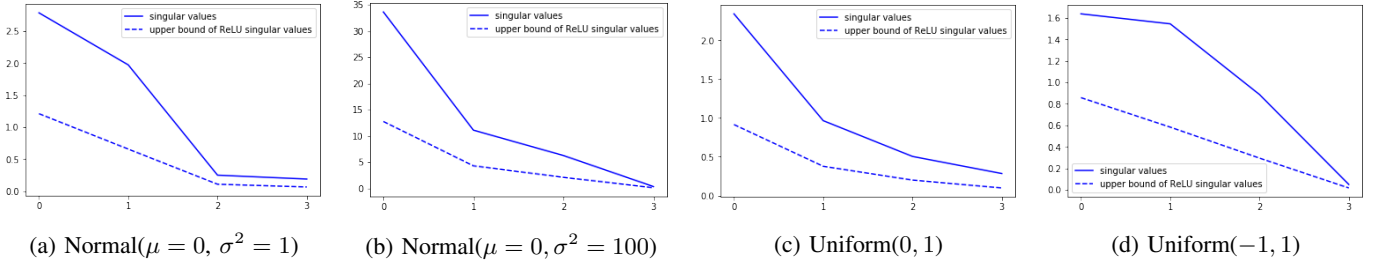 singular values
upper bound of ReLU singular values
2.5
2.0
1.5
1.0
0.5
0.0
0 1 2 3
(a) Normal(μ = 0, σ² = 1)
singular values
upper bound of ReLU singular values
35
30
25
20
15
10
5
0
0 1 2 3
(b) Normal(μ = 0, σ² = 100)
singular values
upper bound of ReLU singular values
2.0
1.5
1.0
0.5
0.0
0 1 2 3
(c) Uniform(0, 1)
1.6
1.4
1.2
1.0
0.8
0.6
0.4
0.2
0.0
singular values
upper bound of ReLU singular values
0 1 2 3
(d) Uniform(−1, 1)